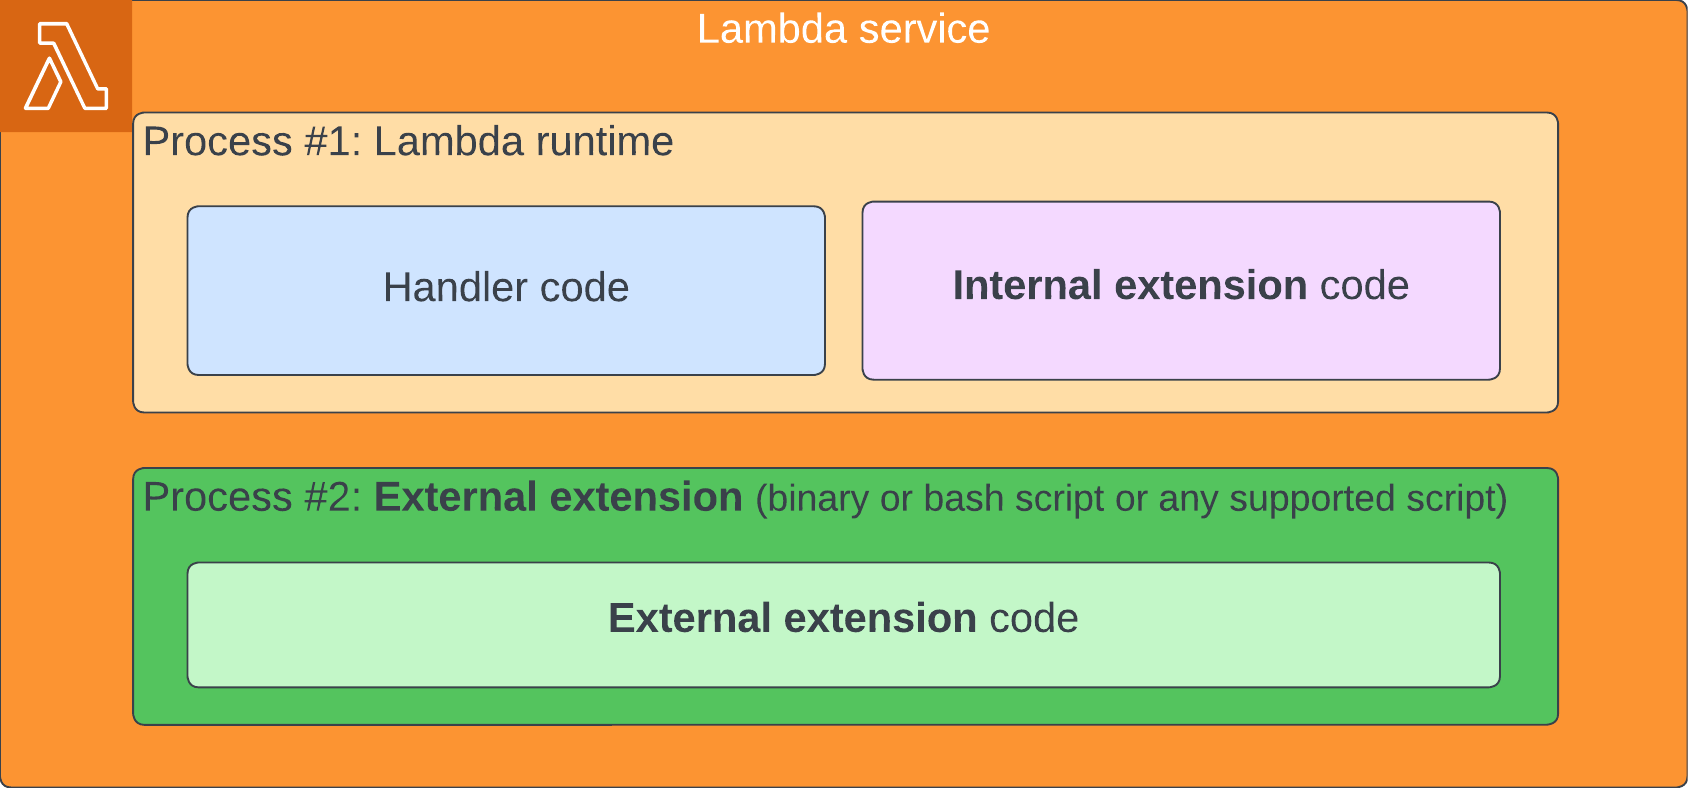 Lambda service
Process #1: Lambda runtime
Handler code
Internal extension code
Process #2: External extension (binary or bash script or any supported script)
External extension code